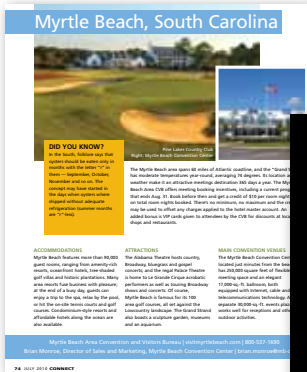 Myrtle Beach, South Carolina
Pine Lakes Country Club
Right: Myrtle Beach Convention Center
DID YOU KNOW?
In the South, folklore says that
oysters should be eaten only in
months with the letter "r" in
them — September, October,
November and so on. The
concept may have started in
the days when oysters were
shipped without adequate
refrigeration (summer months
are "r"-less).
The Myrtle Beach area spans 60 miles of Atlantic coastline, and the "Grand
has moderate temperatures year-round, averaging 74 degrees. Its location a
weather make it an attractive meetings destination 365 days a year. The My
Beach Area CVB offers meeting booking incentives, including a current prog
that ends Aug. 31. Book before then and get a credit of $10 per room night
on total room nights booked. There's no minimum, no maximum and the cre
may be used to offset any charges applied to the hotel master account. An
added bonus is VIP cards given to attendees by the CVB for discounts at loc
shops and restaurants.
ACCOMMODATIONS
Myrtle Beach features more than 90,000
guest rooms, ranging from amenity-rich
resorts, oceanfront hotels, tree-shaded
golf villas and historic plantations. Many
area resorts fuse business with pleasure;
at the end of a busy day, guests can
enjoy a trip to the spa, relax by the pool,
or hit the on-site tennis courts and golf
courses. Condominium-style resorts and
affordable hotels along the ocean are
also available.
ATTRACTIONS
The Alabama Theatre hosts country,
Broadway, bluegrass and gospel
concerts, and the regal Palace Theatre
is home to Le Grande Cirque acrobatic
performers as well as touring Broadway
shows and concerts. Of course,
Myrtle Beach is famous for its 100
area golf courses, all set against the
Lowcountry landscape. The Grand Strand
also boasts a sculpture garden, museums
and an aquarium.
MAIN CONVENTION VENUES
The Myrtle Beach Convention Cen
located just minutes from the bea
has 250,000 square feet of flexible
meeting space and an elegant
17,000-sq.-ft. ballroom, both
equipped with Internet, cable and
telecommunications technology. A
separate 30,000-sq.-ft. events plaz
works well for receptions and othe
outdoor occasions.
Myrtle Beach Area Convention and Visitors Bureau | visitmyrtlebeach.com | 800-537-1690
Brian Monroe, Director of Sales and Marketing, Myrtle Beach Convention Center | brian.monroe@mb-c
74 JULY 2010 CONNECT